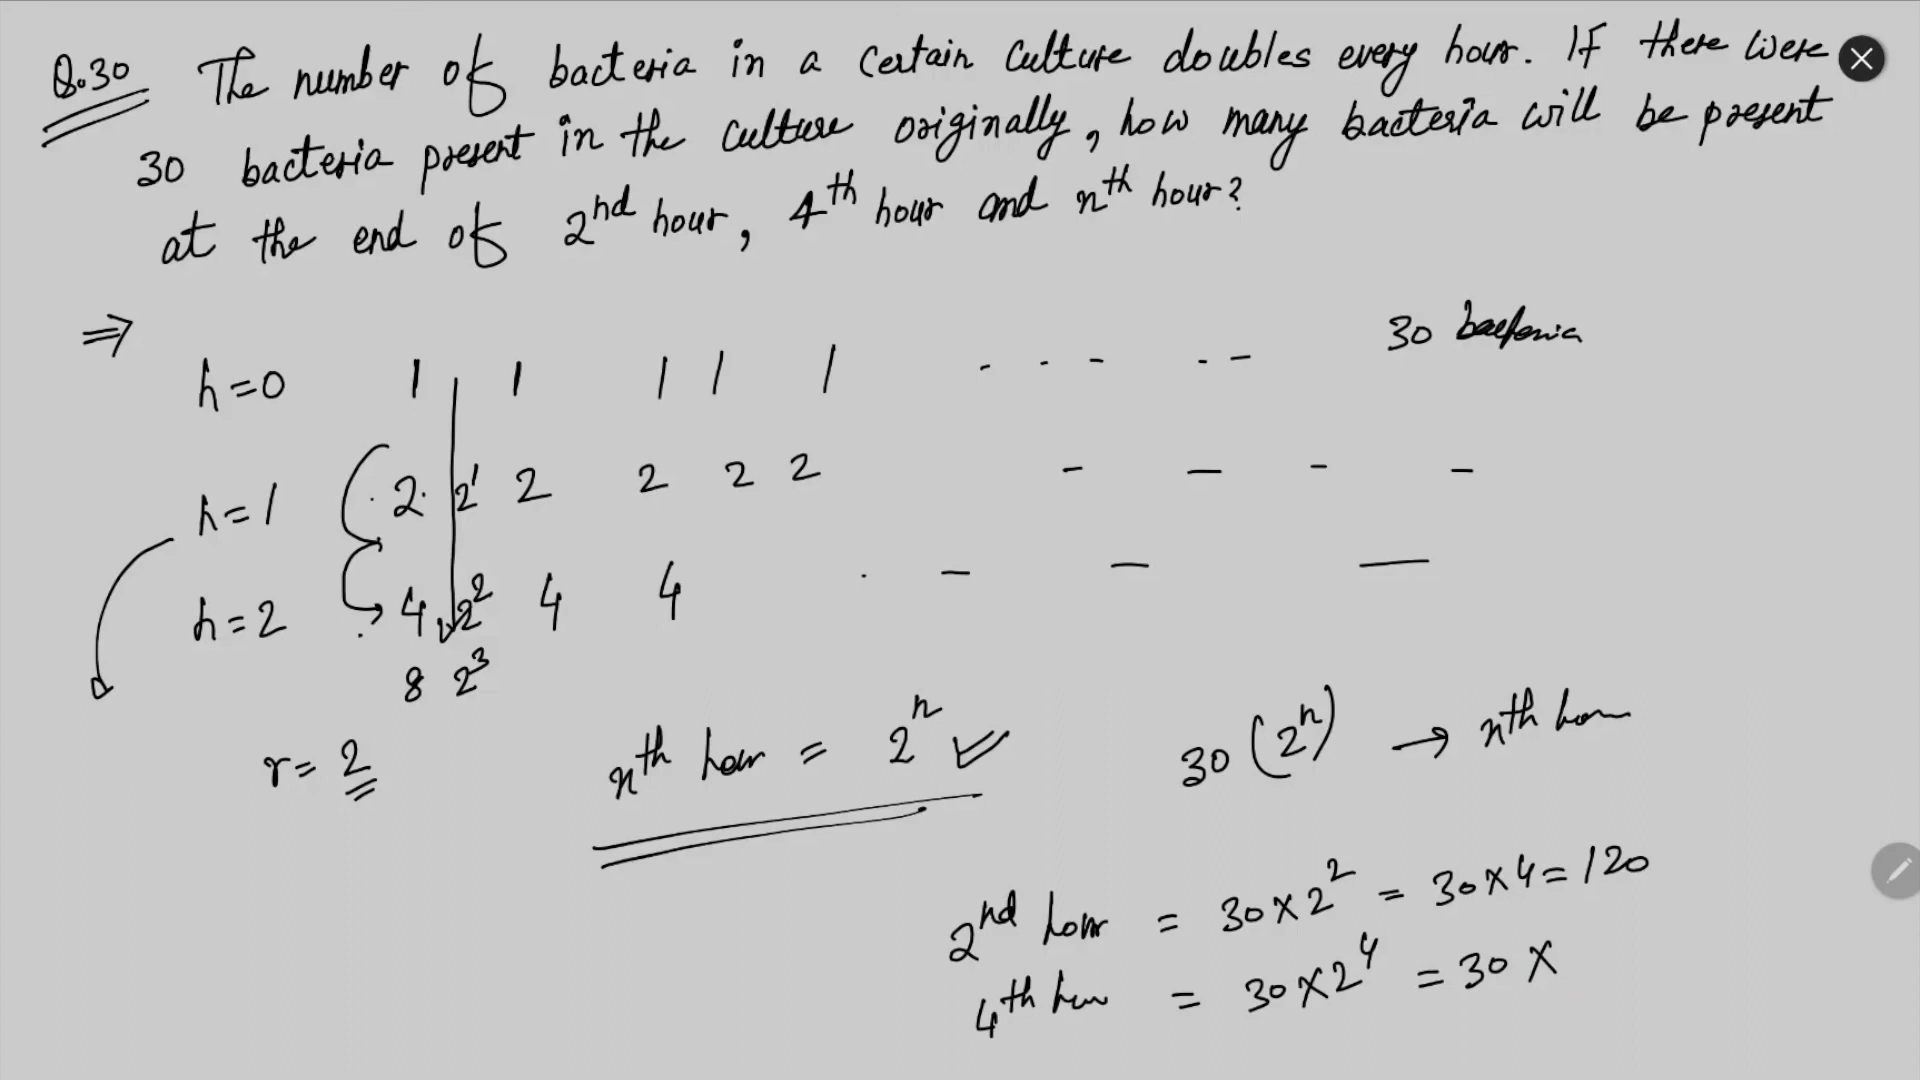 Q.30 The number of bacteria in a certain culture doubles every hour. If there were
30 bacteria present in the culture originally, how many bacteria will be present
at the end of 2nd hour, 4th hour and nth hour?
⇒ 30 bacteria
h=0 1 1 1 1 1 - - - - -
h=1 2 2¹ 2 2 2 2 - - - -
h=2 4 2² 4 4 - - -
8 2³
r=2 nth hour = 2ⁿ ✓ 30(2ⁿ) → nth hour
2nd hour = 30×2² = 30×4=120
4th hour = 30×2⁴ = 30×